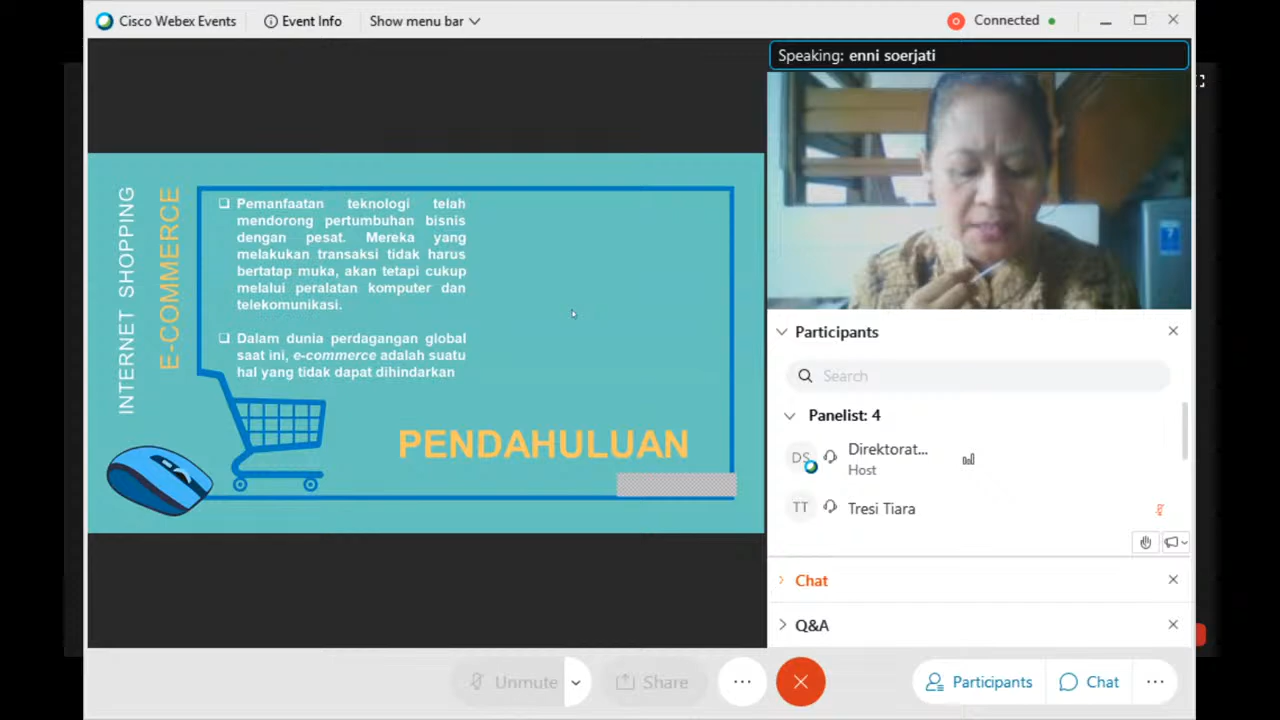 Cisco Webex Events
Event Info
Show menu bar
Connected
Speaking: enni soerjati
INTERNET SHOPPING
E-COMMERCE
Pemanfaatan teknologi telah
mendorong pertumbuhan bisnis
dengan pesat. Mereka yang
melakukan transaksi tidak harus
bertatap muka, akan tetapi cukup
melalui peralatan komputer dan
telekomunikasi.
Dalam dunia perdagangan global
saat ini, e-commerce adalah suatu
hal yang tidak dapat dihindarkan
PENDAHULUAN
Participants
Search
Panelist: 4
DS
Direktorat...
Host
TT
Tresi Tiara
Chat
Q&A
Unmute
Share
Participants
Chat